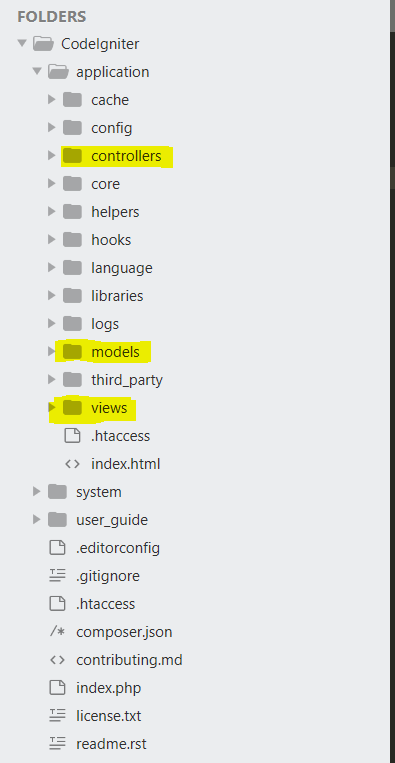 FOLDERS
CodeIgniter
application
cache
config
controllers
core
helpers
hooks
language
libraries
logs
models
third_party
views
.htaccess
index.html
system
user_guide
.editorconfig
.gitignore
.htaccess
composer.json
contributing.md
index.php
license.txt
readme.rst